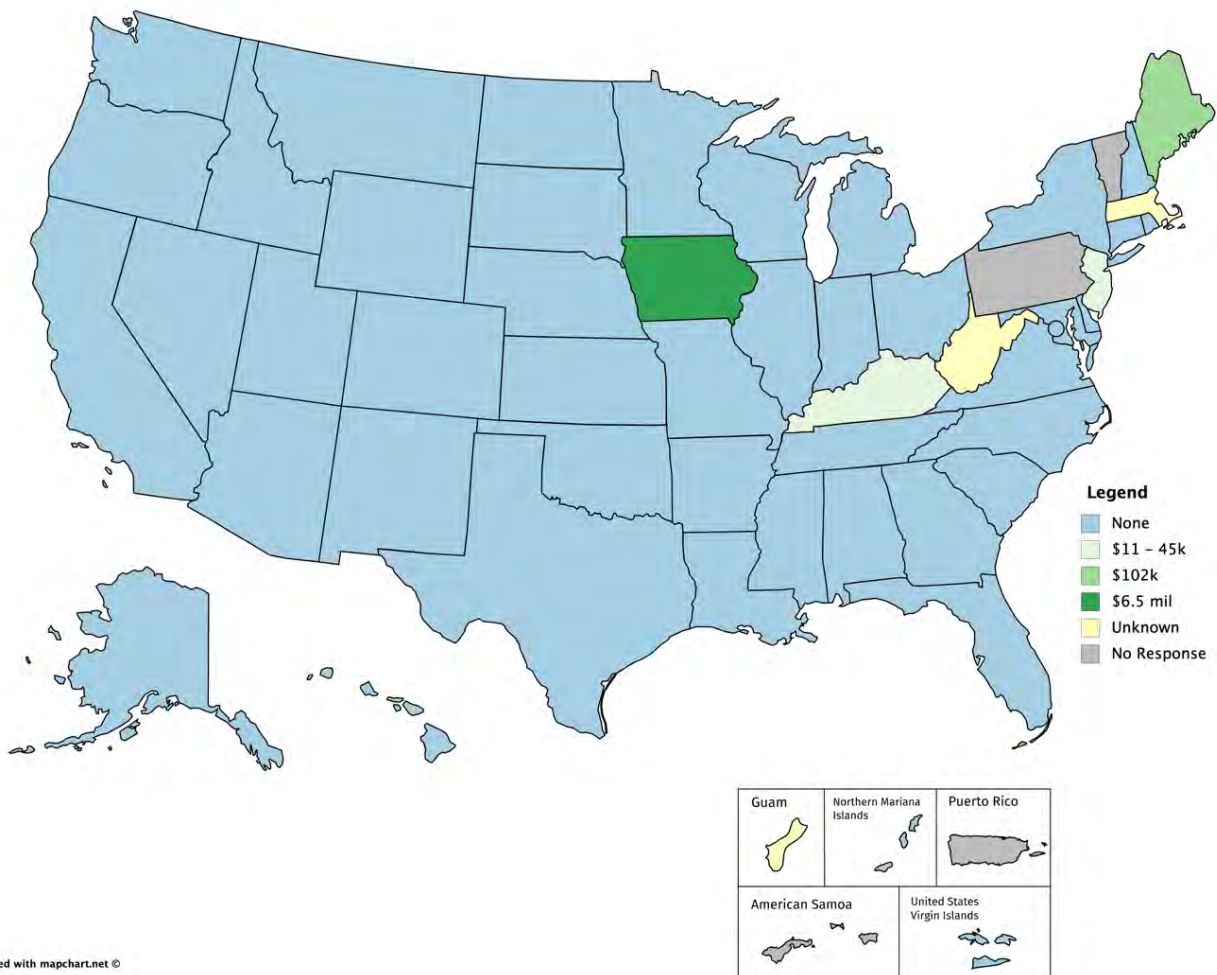 Legend
None
$11 – 45k
$102k
$6.5 mil
Unknown
No Response
Guam
Northern Mariana
Islands
Puerto Rico
American Samoa
United States
Virgin Islands
ed with mapchart.net ©